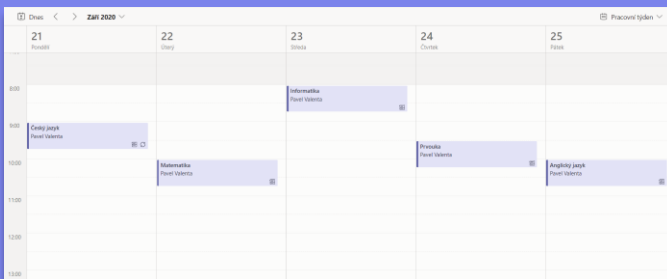 Dnes
Září 2020
Pracovní týden
21
Pondělí
22
Úterý
23
Středa
24
Čtvrtek
25
Pátek
8:00
Informatika
Pavel Valenta
9:00
Český jazyk
Pavel Valenta
Prvouka
Pavel Valenta
10:00
Matematika
Pavel Valenta
Anglický jazyk
Pavel Valenta
11:00
12:00
13:00